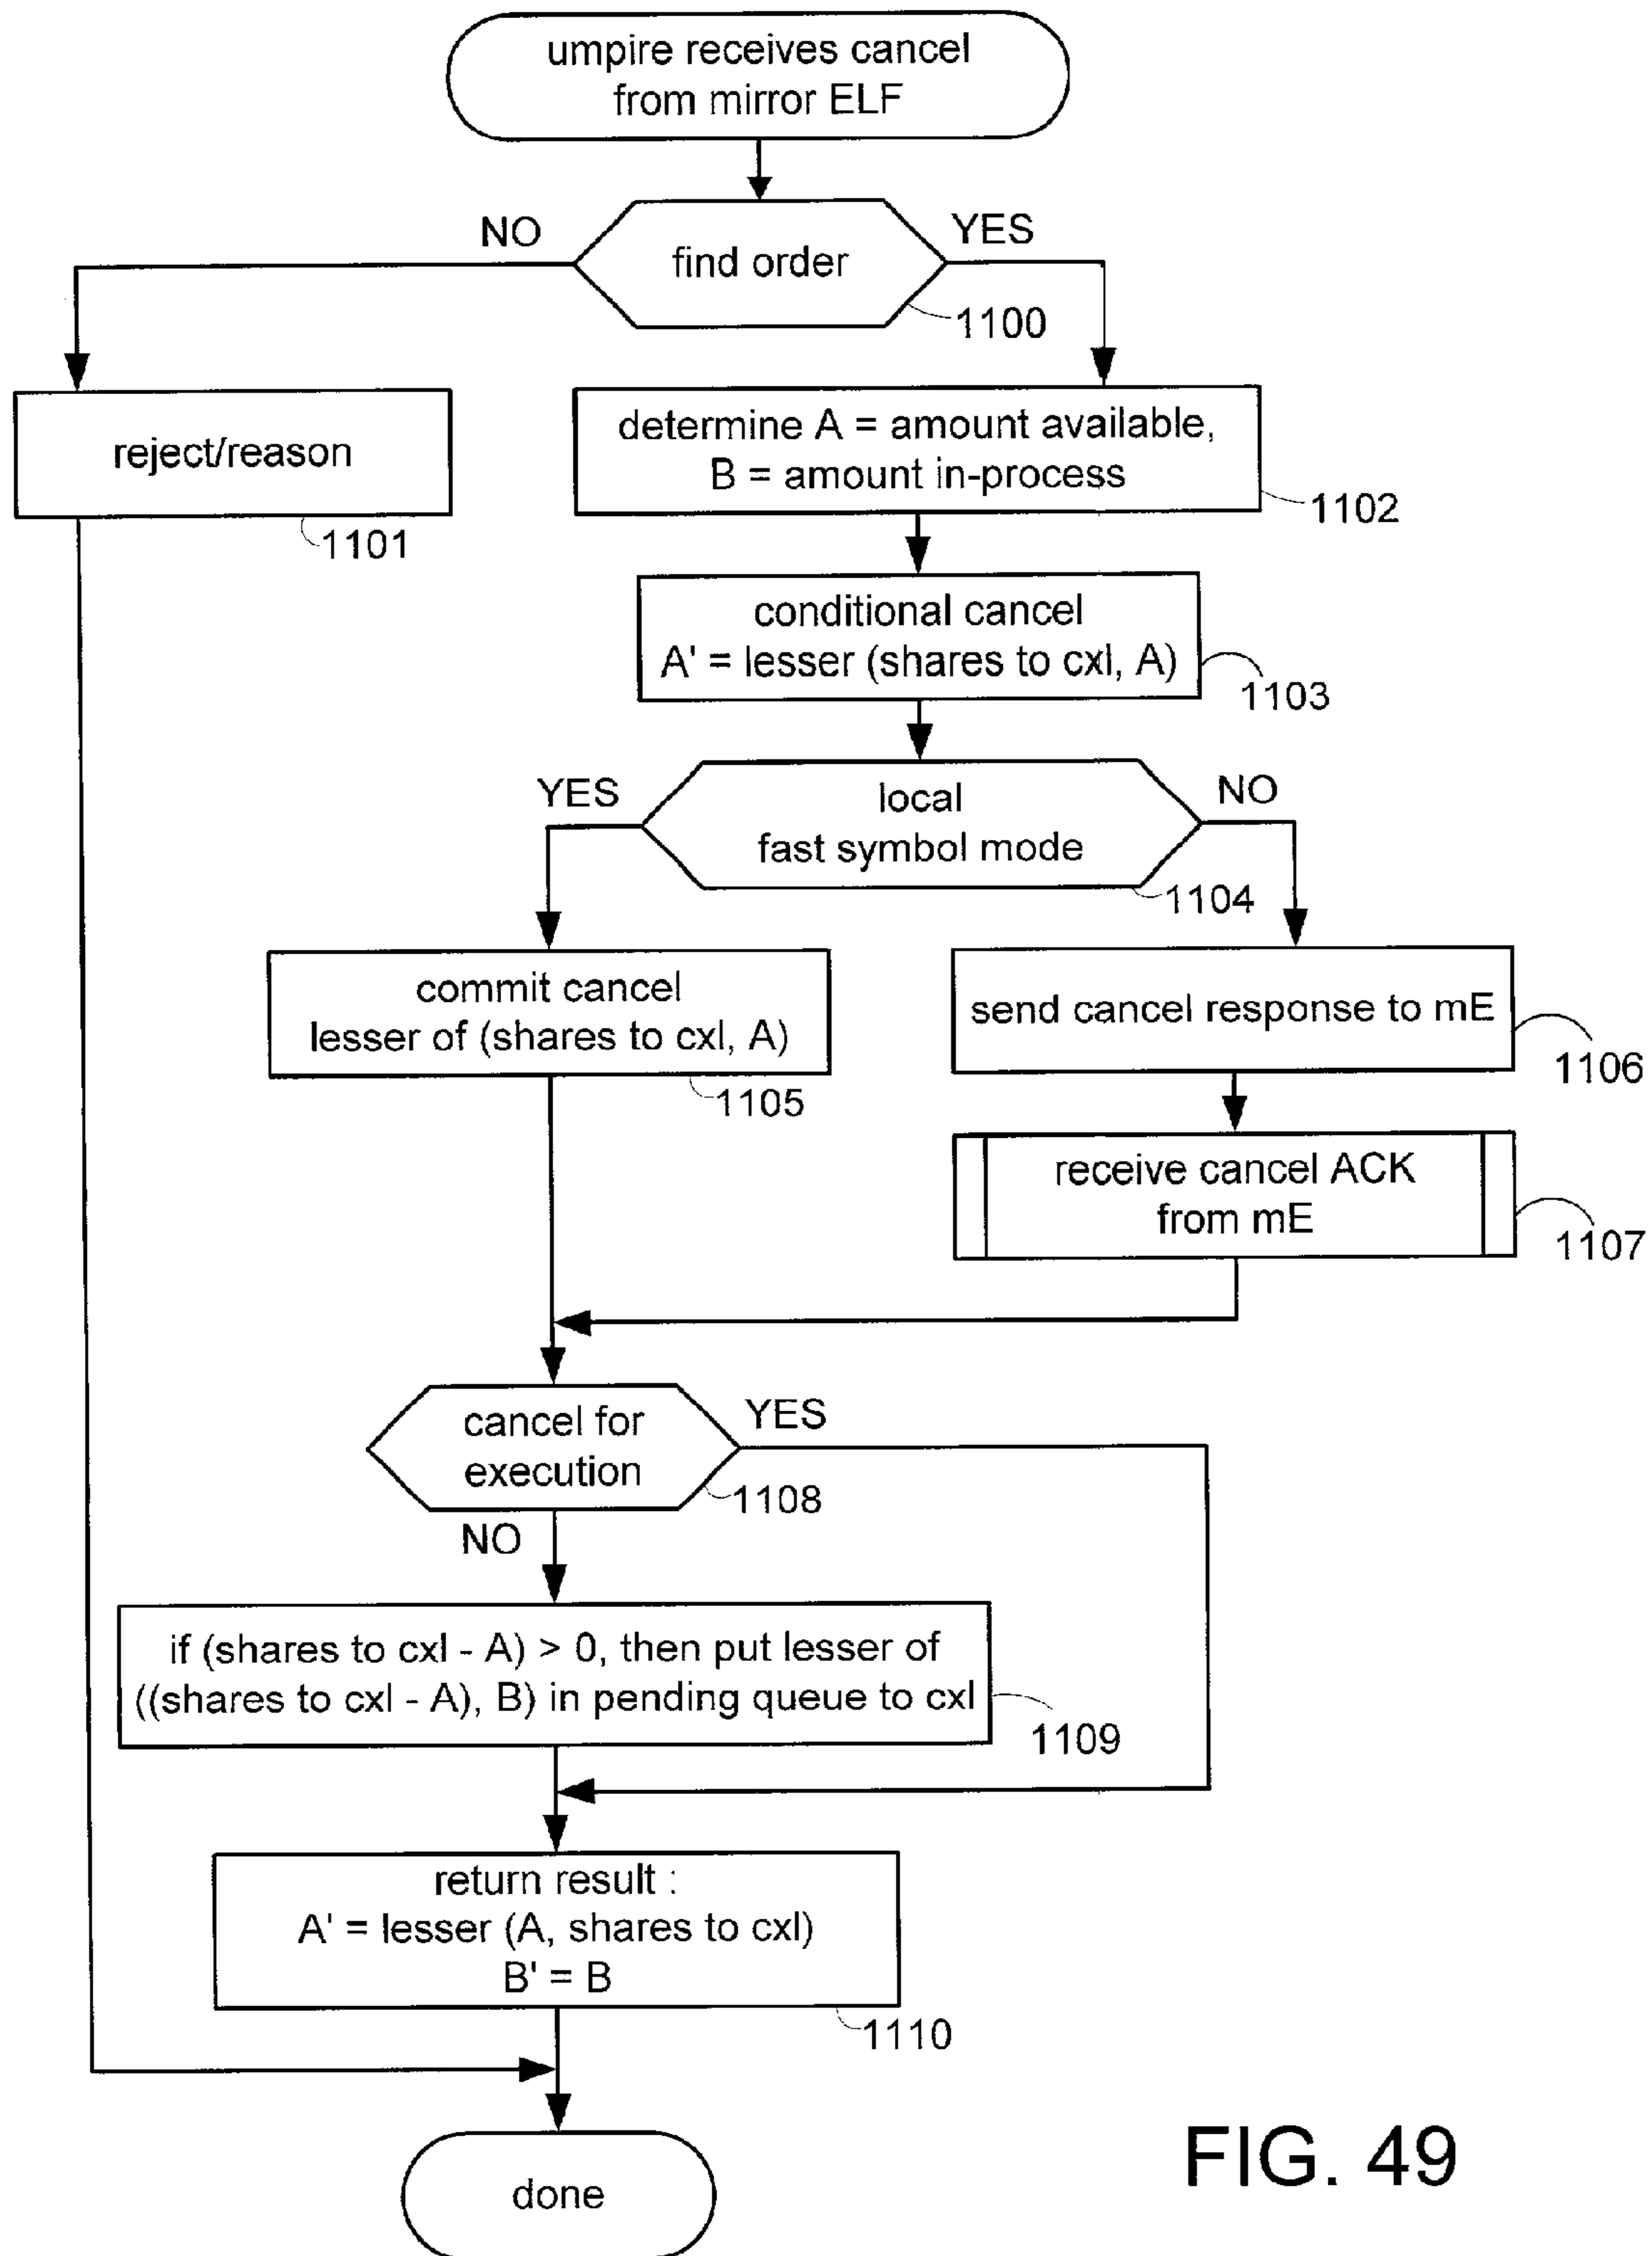 umpire receives cancel
from mirror ELF
NO
YES
find order
1100
reject/reason
1101
determine A = amount available,
B = amount in-process
1102
conditional cancel
A' = lesser (shares to cxl, A)
1103
YES
NO
local
fast symbol mode
1104
commit cancel
lesser of (shares to cxl, A)
1105
send cancel response to mE
1106
receive cancel ACK
from mE
1107
cancel for
execution
YES
1108
NO
if (shares to cxl - A) > 0, then put lesser of
((shares to cxl - A), B) in pending queue to cxl
1109
return result :
A' = lesser (A, shares to cxl)
B' = B
1110
done
FIG. 49